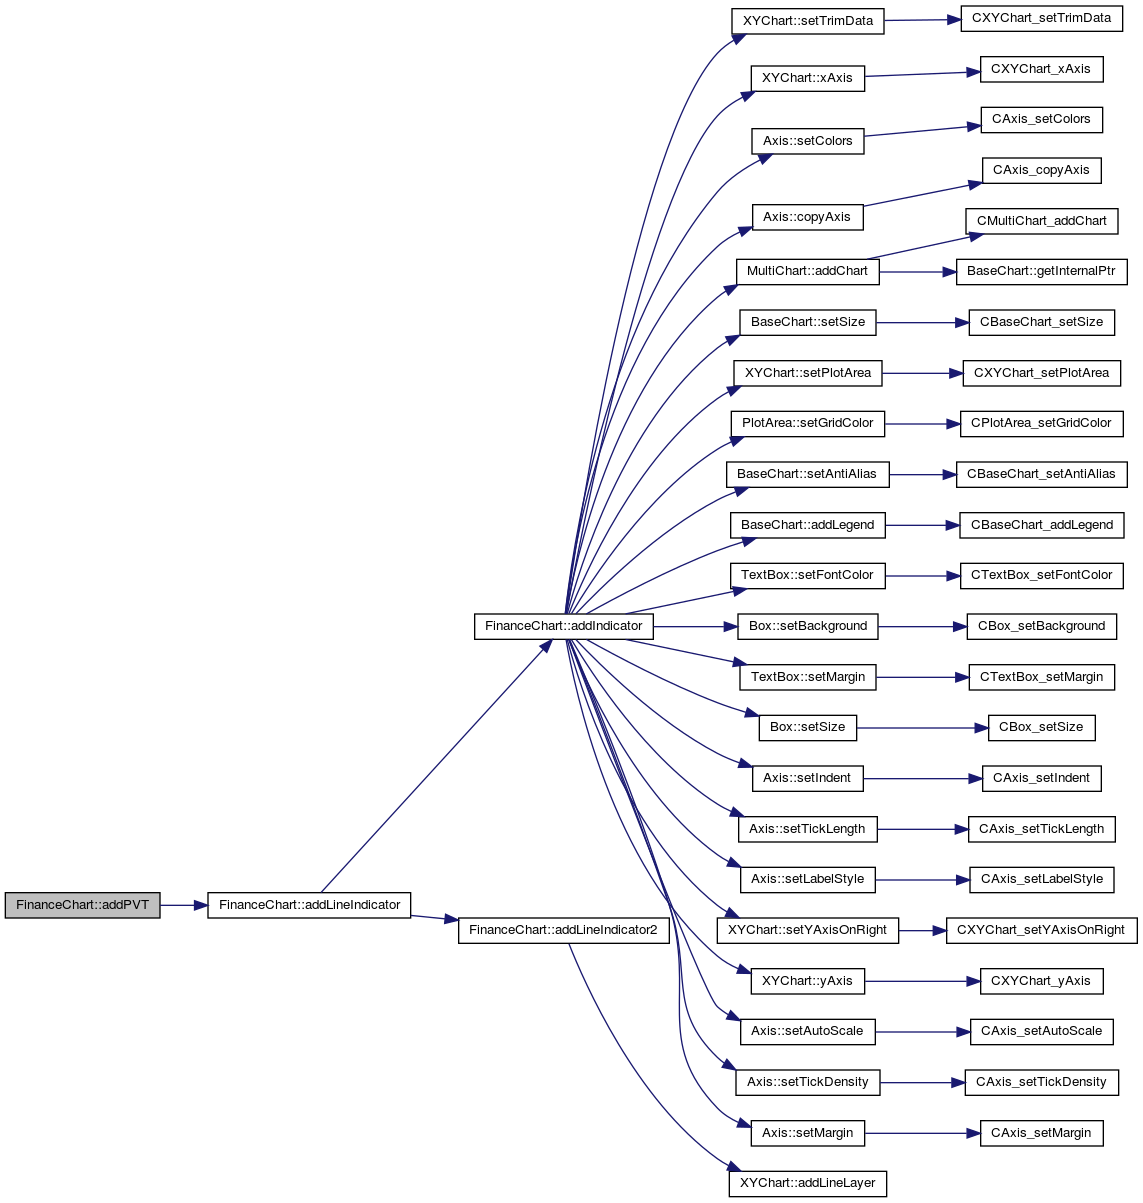 XYChart::setTrimData
CXYChart_setTrimData
XYChart::xAxis
CXYChart_xAxis
Axis::setColors
CAxis_setColors
Axis::copyAxis
CAxis_copyAxis
MultiChart::addChart
CMultiChart_addChart
BaseChart::getInternalPtr
BaseChart::setSize
CBaseChart_setSize
XYChart::setPlotArea
CXYChart_setPlotArea
PlotArea::setGridColor
CPlotArea_setGridColor
BaseChart::setAntiAlias
CBaseChart_setAntiAlias
BaseChart::addLegend
CBaseChart_addLegend
TextBox::setFontColor
CTextBox_setFontColor
FinanceChart::addIndicator
Box::setBackground
CBox_setBackground
TextBox::setMargin
CTextBox_setMargin
Box::setSize
CBox_setSize
Axis::setIndent
CAxis_setIndent
Axis::setTickLength
CAxis_setTickLength
Axis::setLabelStyle
CAxis_setLabelStyle
FinanceChart::addPVT
FinanceChart::addLineIndicator
FinanceChart::addLineIndicator2
XYChart::setYAxisOnRight
CXYChart_setYAxisOnRight
XYChart::yAxis
CXYChart_yAxis
Axis::setAutoScale
CAxis_setAutoScale
Axis::setTickDensity
CAxis_setTickDensity
Axis::setMargin
CAxis_setMargin
XYChart::addLineLayer